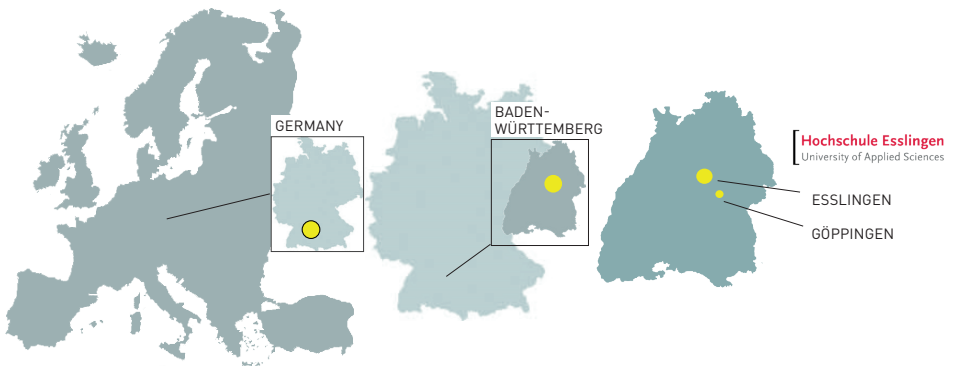 GERMANY
BADEN-
WÜRTTEMBERG
Hochschule Esslingen
University of Applied Sciences
ESSLINGEN
GÖPPINGEN